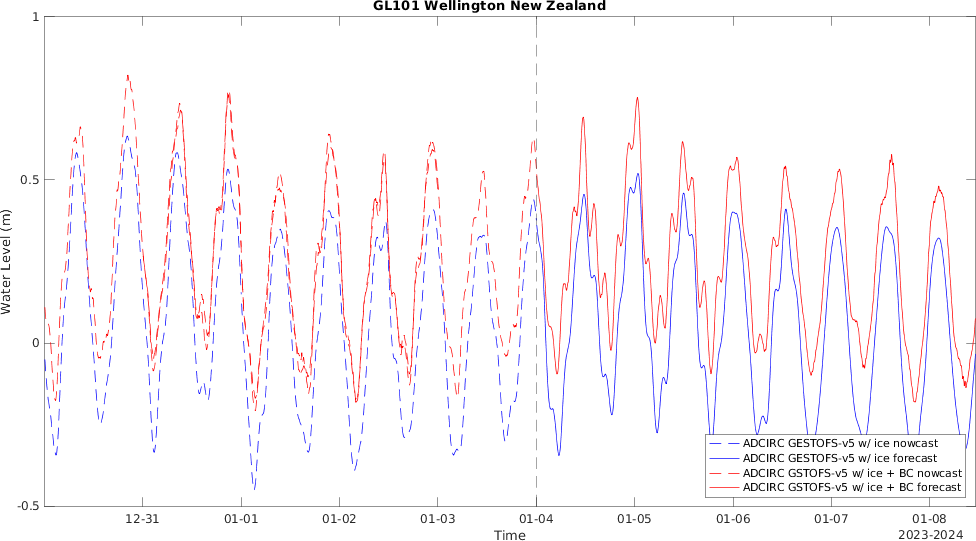 GL101 Wellington New Zealand
1
0.5
0
-0.5
Water Level (m)
12-31 01-01 01-02 01-03 01-04 01-05 01-06 01-07 01-08
Time
2023-2024
ADCIRC GESTOFS-v5 w/ ice nowcast
ADCIRC GESTOFS-v5 w/ ice forecast
ADCIRC GSTOFS-v5 w/ ice + BC nowcast
ADCIRC GSTOFS-v5 w/ ice + BC forecast